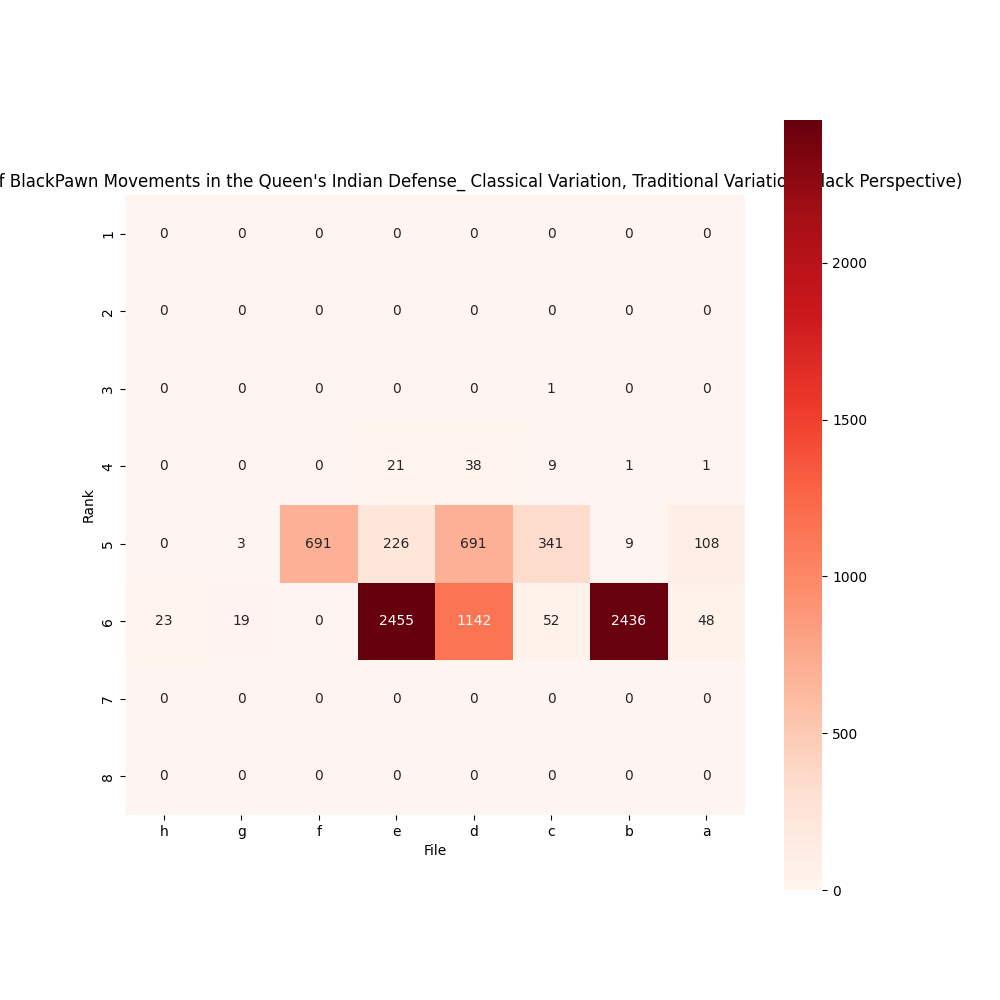 f BlackPawn Movements in the Queen's Indian Defense_ Classical Variation, Traditional Variatio lack Perspective)
1 0 0 0 0 0 0 0 0
2 0 0 0 0 0 0 0 0
3 0 0 0 0 0 1 0 0
4 0 0 0 21 38 9 1 1
5 0 3 691 226 691 341 9 108
6 23 19 0 2455 1142 52 2436 48
7 0 0 0 0 0 0 0 0
8 0 0 0 0 0 0 0 0
h g f e d c b a
File
Rank
2000
1500
1000
500
0